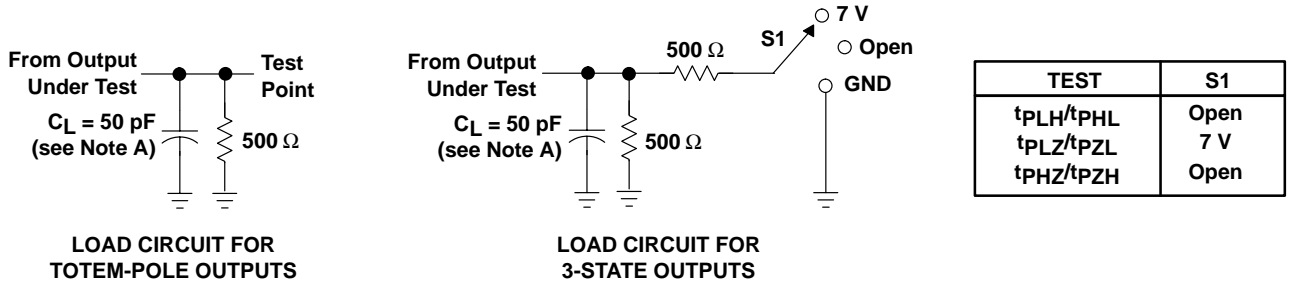 From Output
Under Test
Test
Point
CL = 50 pF
(see Note A)
500 Ω
LOAD CIRCUIT FOR
TOTEM-POLE OUTPUTS
From Output
Under Test
500 Ω
S1
7 V
Open
GND
CL = 50 pF
(see Note A)
500 Ω
LOAD CIRCUIT FOR
3-STATE OUTPUTS
TEST S1
tPLH/tPHL Open
tPLZ/tPZL 7 V
tPHZ/tPZH Open